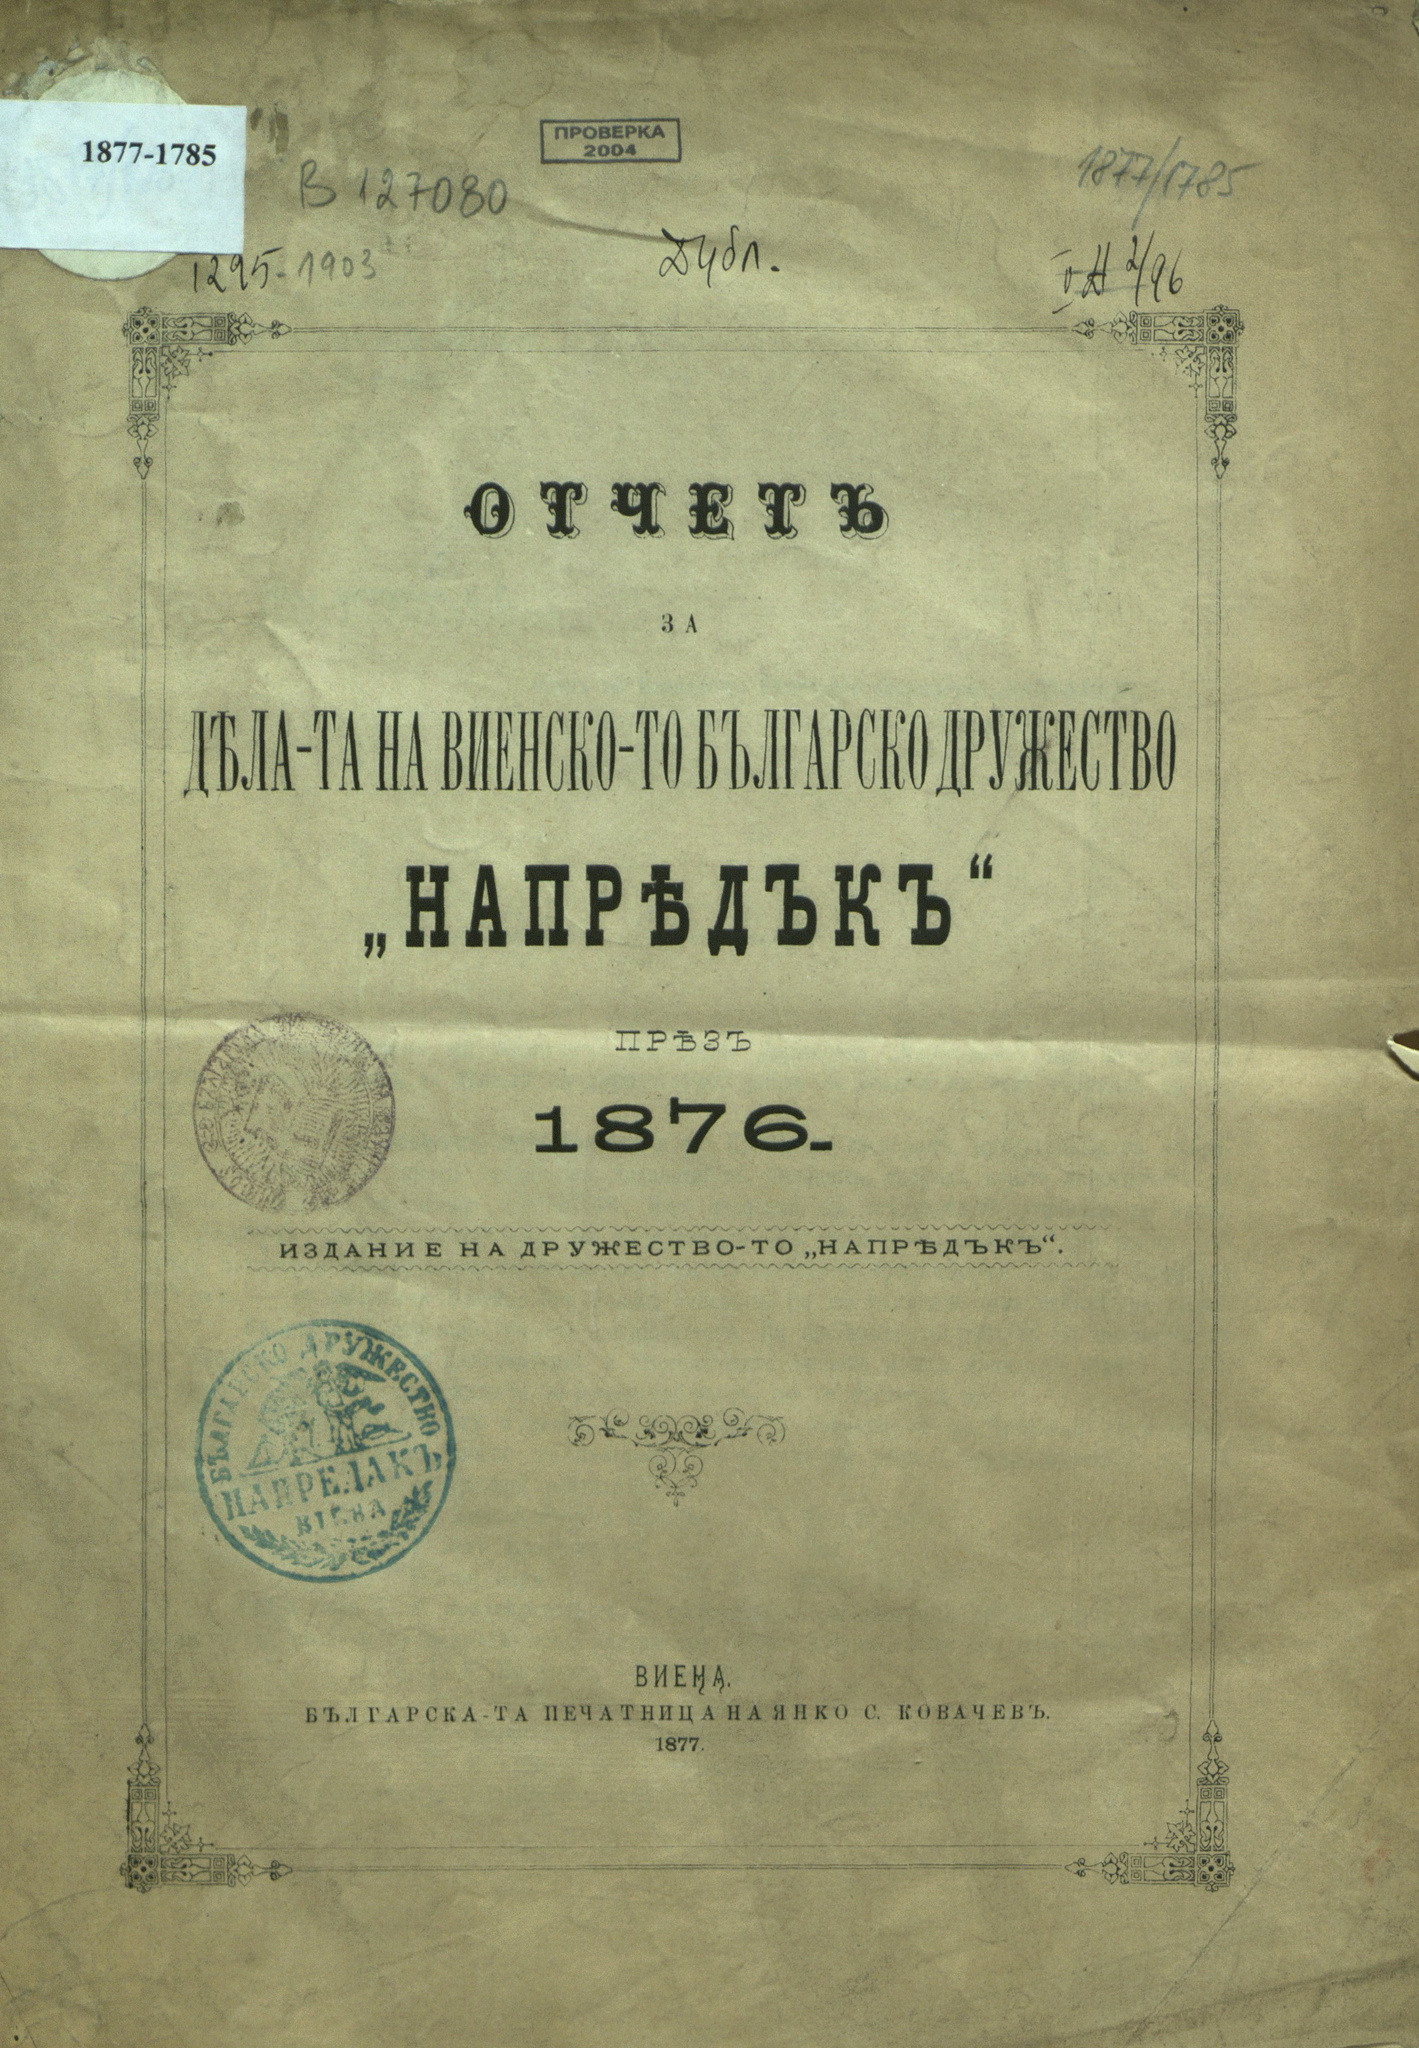 1877-1785
ПРОВЕРКА
2004
В 127080
1877/1785
1295-1903
Дубл.
ОТЧЕТЪ
ЗА
ДѢЛА-ТА НА ВИЕНСКО-ТО БЪЛГАРСКО ДРУЖЕСТВО
„НАПРѢДЪКЪ“
ПРѢЗЪ
1876.
ИЗДАНИЕ НА ДРУЖЕСТВО-ТО „НАПРѢДЪКЪ“.
БЪЛГАРСКО ДРУЖЕСТВО
НАПРЕДАКЪ
ВІЕНА
ВИЕНА.
БЪЛГАРСКА-ТА ПЕЧАТНИЦА НА ЯНКО С. КОВАЧЕВЪ.
1877.